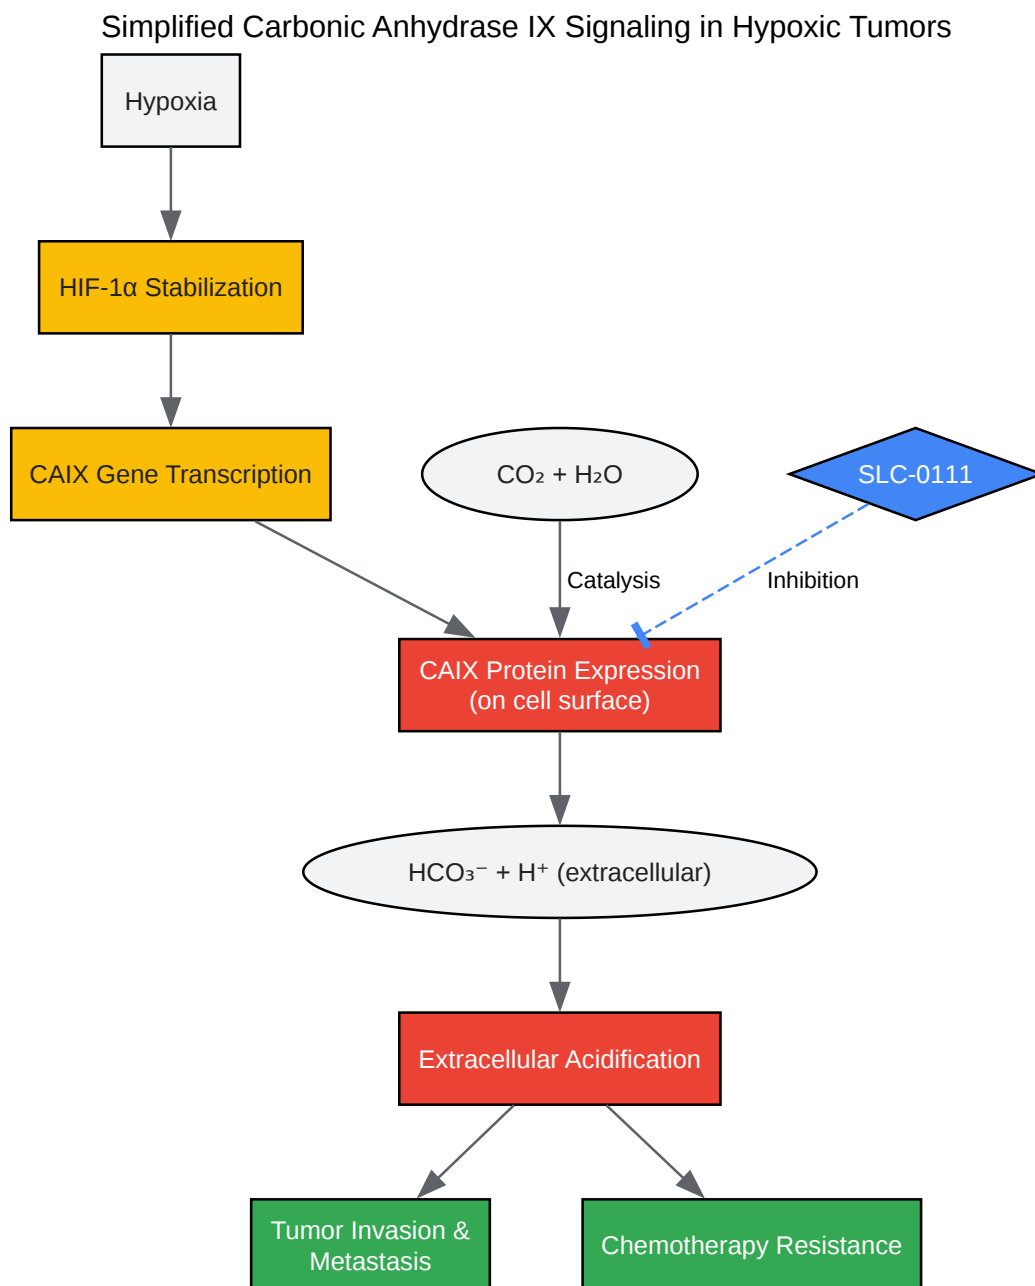 Simplified Carbonic Anhydrase IX Signaling in Hypoxic Tumors
Hypoxia
HIF-1α Stabilization
CAIX Gene Transcription
CO₂ + H₂O
SLC-0111
Catalysis
Inhibition
CAIX Protein Expression
(on cell surface)
HCO₃⁻ + H⁺ (extracellular)
Extracellular Acidification
Tumor Invasion &
Metastasis
Chemotherapy Resistance